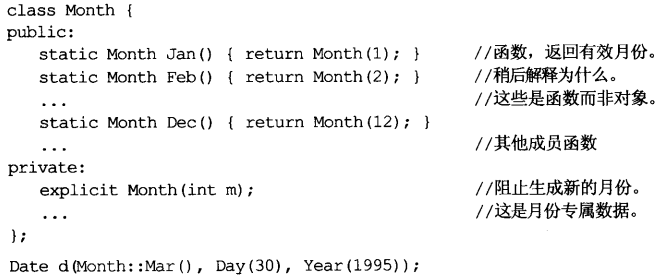 class Month {
public:
static Month Jan() { return Month(1); } //函数，返回有效月份。
static Month Feb() { return Month(2); } //稍后解释为什么。
... //这些是函数而非对象。
static Month Dec() { return Month(12); }
... //其他成员函数
private:
explicit Month(int m); //阻止生成新的月份。
... //这是月份专属数据。
};
Date d(Month::Mar(), Day(30), Year(1995));